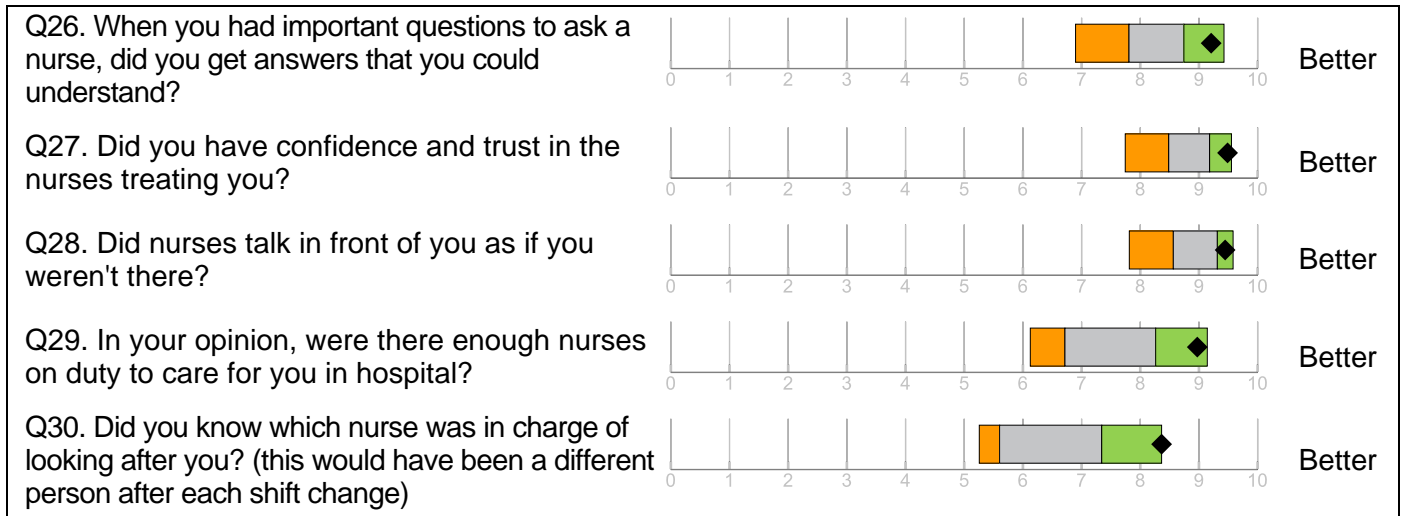 Q26. When you had important questions to ask a
nurse, did you get answers that you could
understand?
0 1 2 3 4 5 6 7 8 9 10
Better
Q27. Did you have confidence and trust in the
nurses treating you?
0 1 2 3 4 5 6 7 8 9 10
Better
Q28. Did nurses talk in front of you as if you
weren't there?
0 1 2 3 4 5 6 7 8 9 10
Better
Q29. In your opinion, were there enough nurses
on duty to care for you in hospital?
0 1 2 3 4 5 6 7 8 9 10
Better
Q30. Did you know which nurse was in charge of
looking after you? (this would have been a different
person after each shift change)
0 1 2 3 4 5 6 7 8 9 10
Better